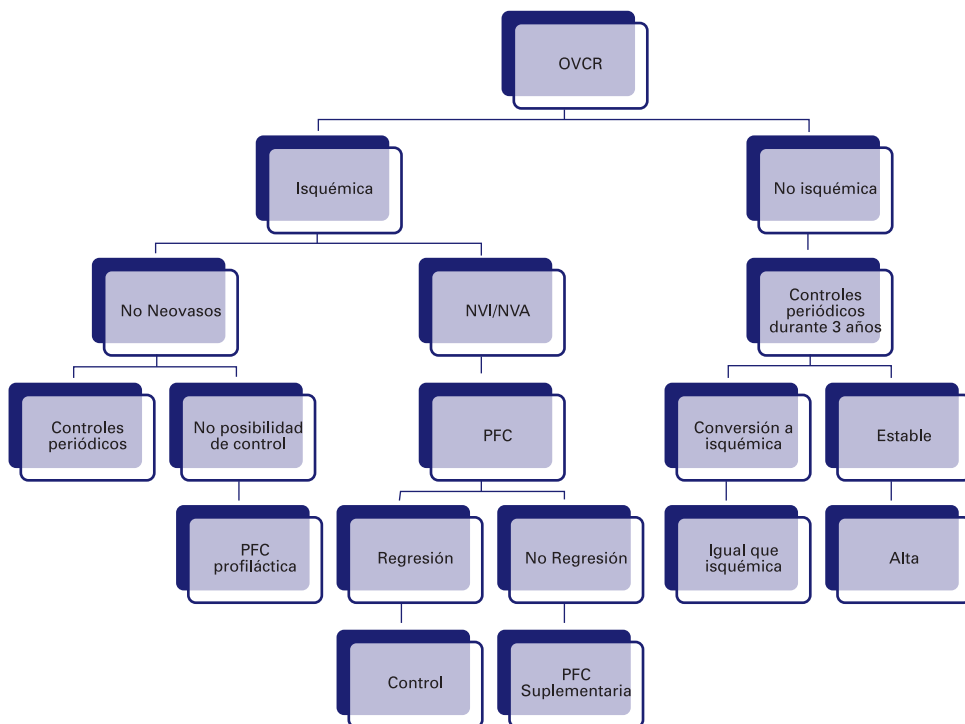 OVCR
Isquémica
No isquémica
No Neovasos
NVI/NVA
Controles
periódicos
durante 3 años
Controles
periódicos
No posibilidad
de control
PFC
Conversión a
isquémica
Estable
PFC
profiláctica
Regresión
No Regresión
Igual que
isquémica
Alta
Control
PFC
Suplementaria